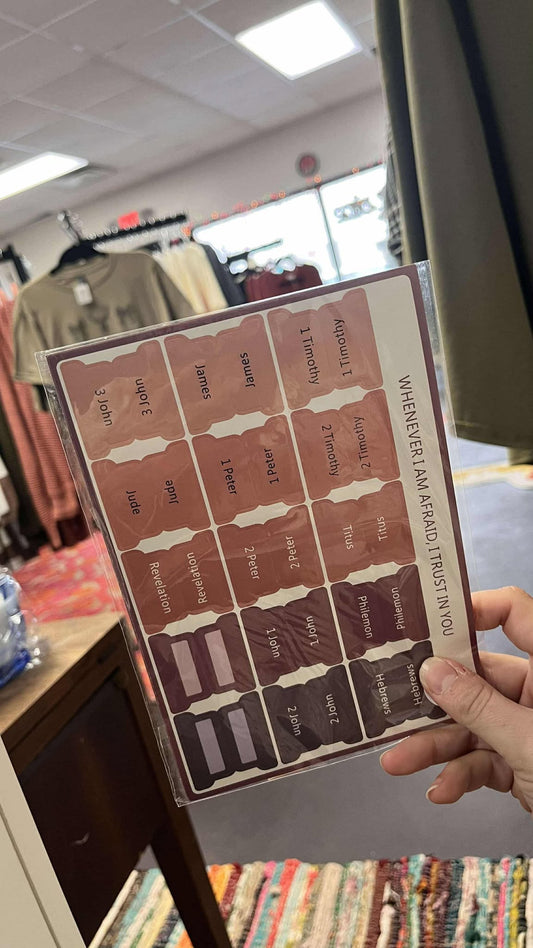 WHENEVER I AM AFRAID, I TRUST IN YOU
1 Timothy
1 Timothy
2 Timothy
2 Timothy
Titus
Titus
Philemon
Philemon
Hebrews
Hebrews
James
James
1 Peter
1 Peter
2 Peter
2 Peter
1 John
1 John
2 John
2 John
3 John
3 John
Jude
Jude
Revelation
Revelation